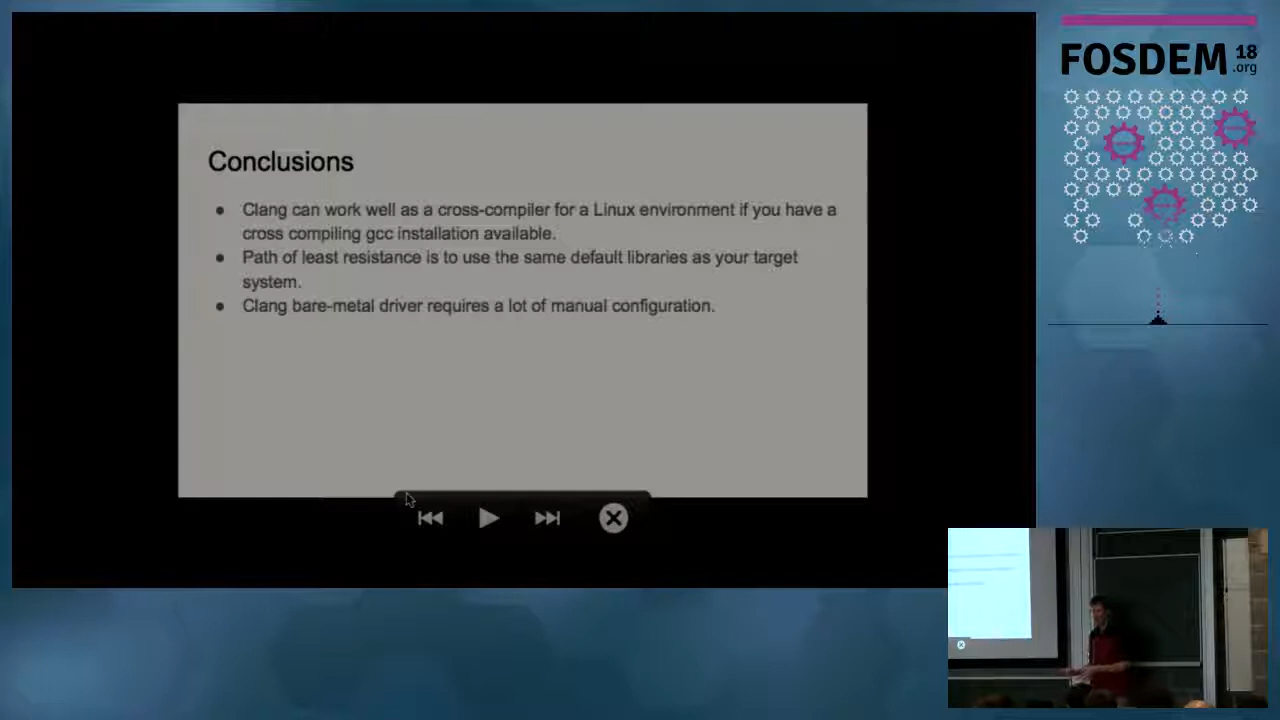 FOSDEM 18
.org
Conclusions
● Clang can work well as a cross-compiler for a Linux environment if you have a
cross compiling gcc installation available.
● Path of least resistance is to use the same default libraries as your target
system.
● Clang bare-metal driver requires a lot of manual configuration.